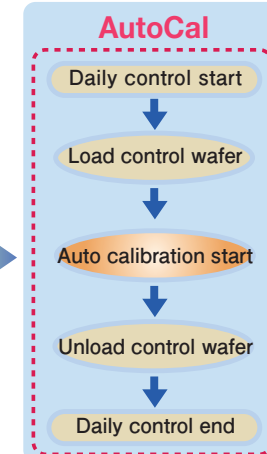 AutoCal
Daily control start
Load control wafer
Auto calibration start
Unload control wafer
Daily control end